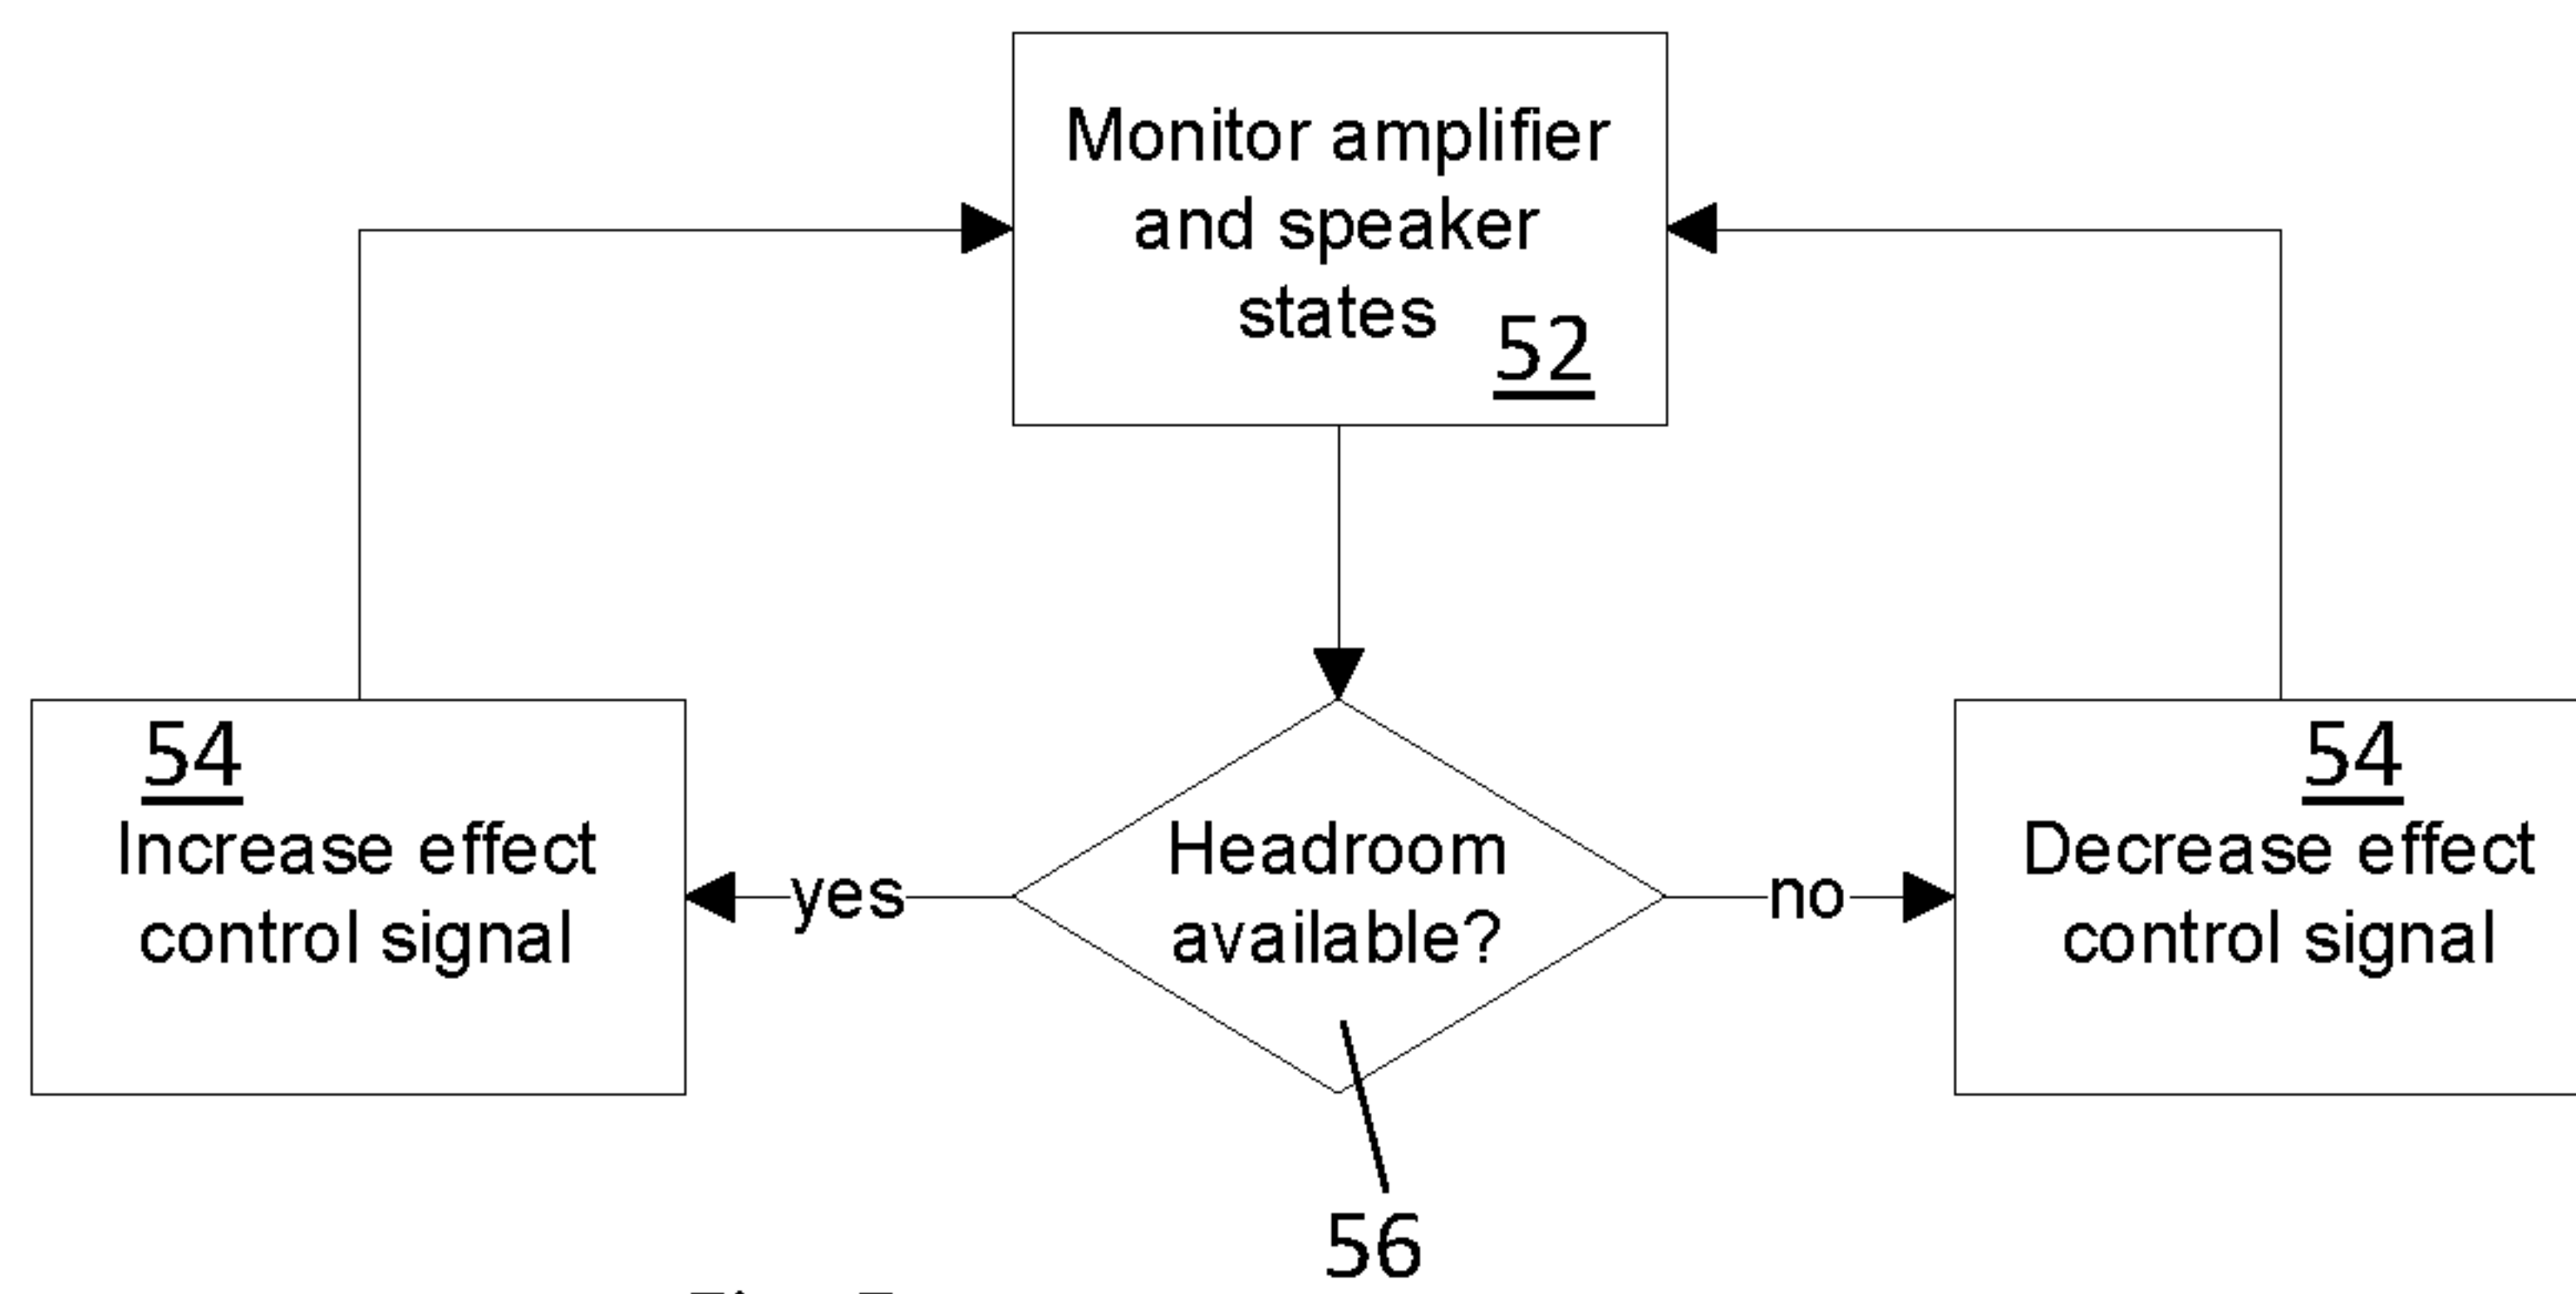 Monitor amplifier
and speaker
states
52
54
Increase effect
control signal
yes
Headroom
available?
no
54
Decrease effect
control signal
56